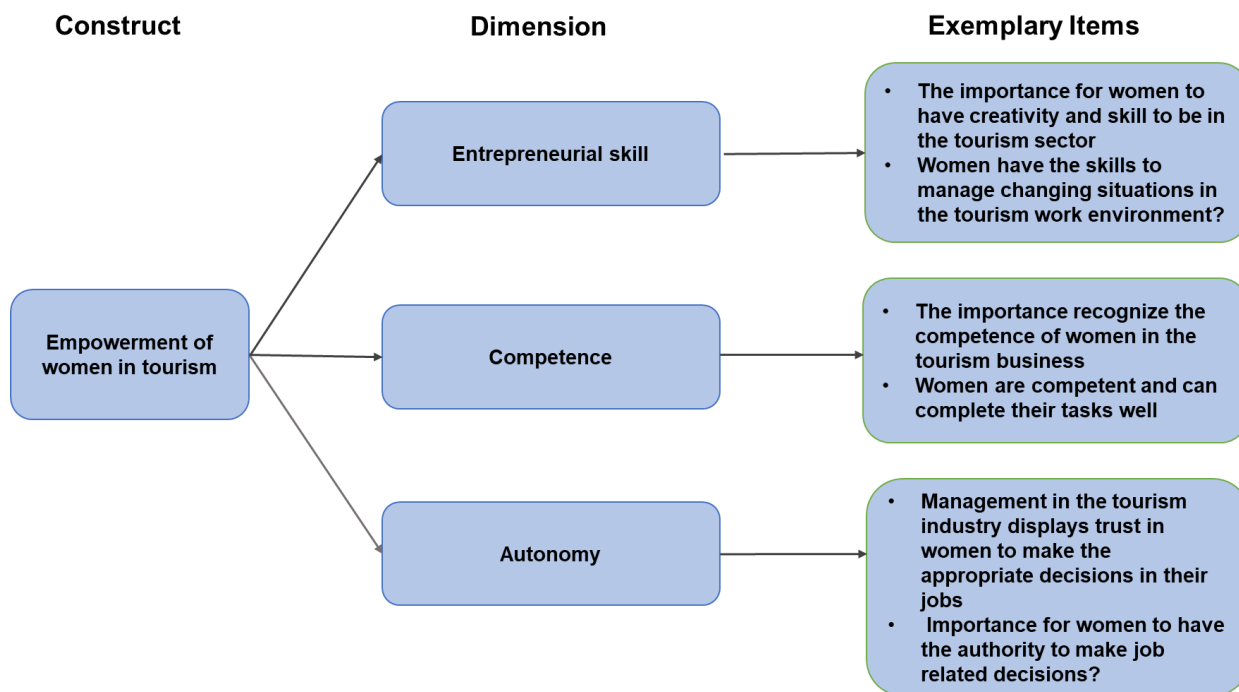 Construct
Dimension
Exemplary Items
Empowerment of
women in tourism
Entrepreneurial skill
• The importance for women to
have creativity and skill to be in
the tourism sector
• Women have the skills to
manage changing situations in
the tourism work environment?
Competence
• The importance recognize the
competence of women in the
tourism business
• Women are competent and can
complete their tasks well
Autonomy
• Management in the tourism
industry displays trust in
women to make the
appropriate decisions in their
jobs
• Importance for women to have
the authority to make job
related decisions?